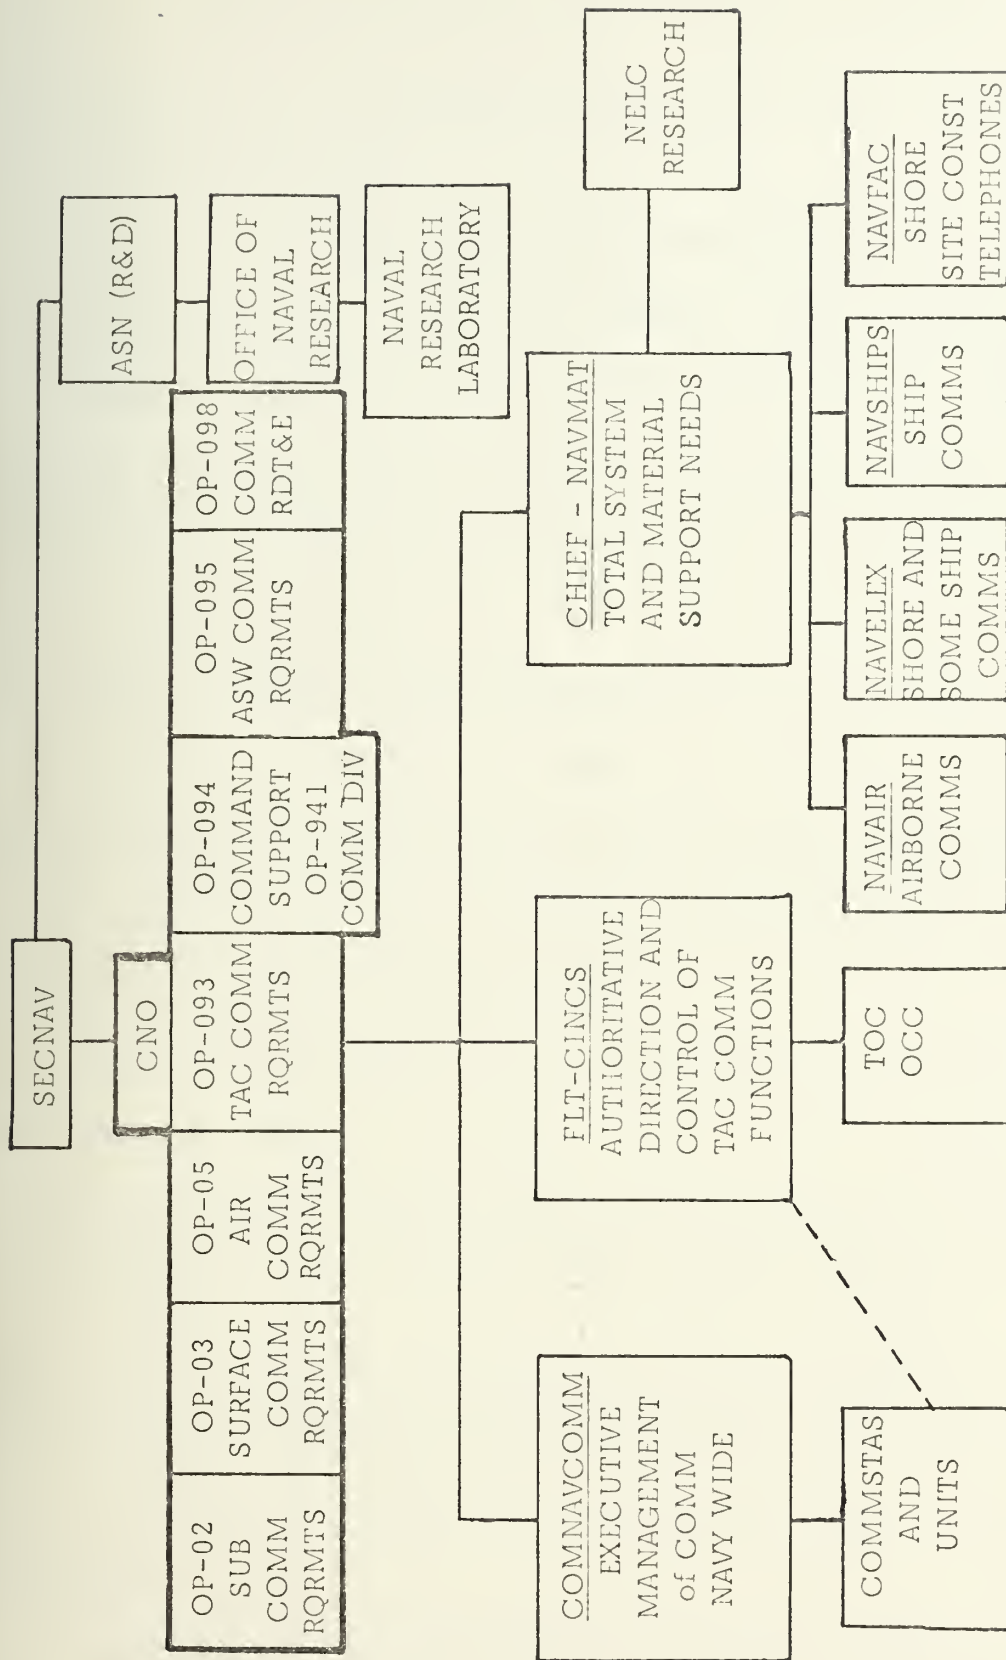 SECNAV
CNO
ASN (R&D)
OFFICE OF
NAVAL
RESEARCH
NAVAL
RESEARCH
LABORATORY
OP-02
SUB
COMM
RQRMTS
OP-03
SURFACE
COMM
RQRMTS
OP-05
AIR
COMM
RQRMTS
OP-093
TAC COMM
RQRMTS
OP-094
COMMAND
SUPPORT
OP-941
COMM DIV
OP-095
ASW COMM
RQRMTS
OP-098
COMM
RDT&E
COMNAVCOMM
EXECUTIVE
MANAGEMENT
of COMM
NAVY WIDE
FLT-CINCS
AUTHORITATIVE
DIRECTION AND
CONTROL OF
TAC COMM
FUNCTIONS
CHIEF - NAVMAT
TOTAL SYSTEM
AND MATERIAL
SUPPORT NEEDS
NELC
RESEARCH
COMMSTAS
AND
UNITS
TOC
OCC
NAVAIR
AIRBORNE
COMMS
NAVELEX
SHORE AND
SOME SHIP
COMMS
NAVSHIPS
SHIP
COMMS
NAVFAC
SHORE
SITE CONST
TELEPHONES